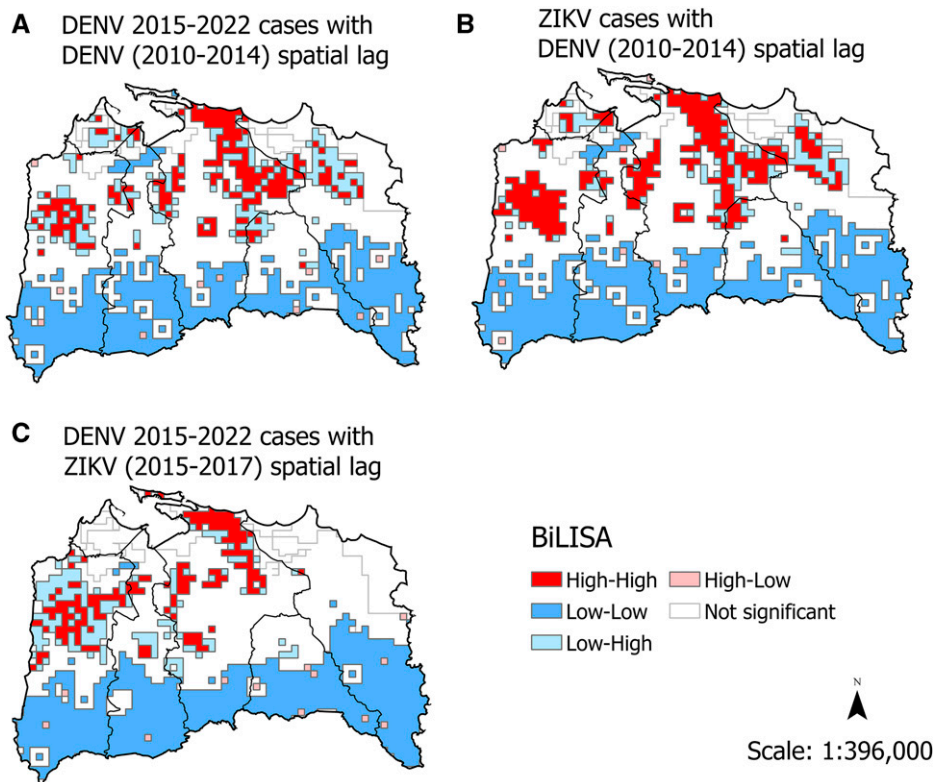 A
DENV 2015-2022 cases with
DENV (2010-2014) spatial lag
B
ZIKV cases with
DENV (2010-2014) spatial lag
C
DENV 2015-2022 cases with
ZIKV (2015-2017) spatial lag
BiLISA
High-High
High-Low
Low-Low
Not significant
Low-High
N
Scale: 1:396,000